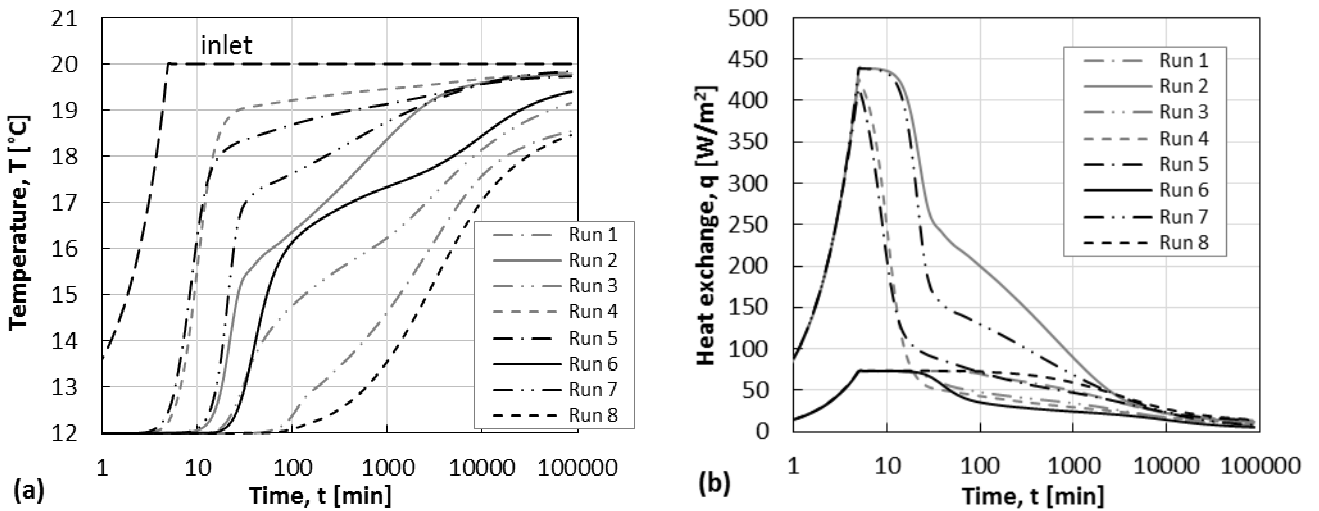 21
20
19
18
17
16
15
14
13
12
Temperature, T [°C]
inlet
Run 1
Run 2
Run 3
Run 4
Run 5
Run 6
Run 7
Run 8
1 10 100 1000 10000 100000
Time, t [min]
(a)
500
450
400
350
300
250
200
150
100
50
0
Heat exchange, q [W/m²]
Run 1
Run 2
Run 3
Run 4
Run 5
Run 6
Run 7
Run 8
1 10 100 1000 10000 100000
Time, t [min]
(b)